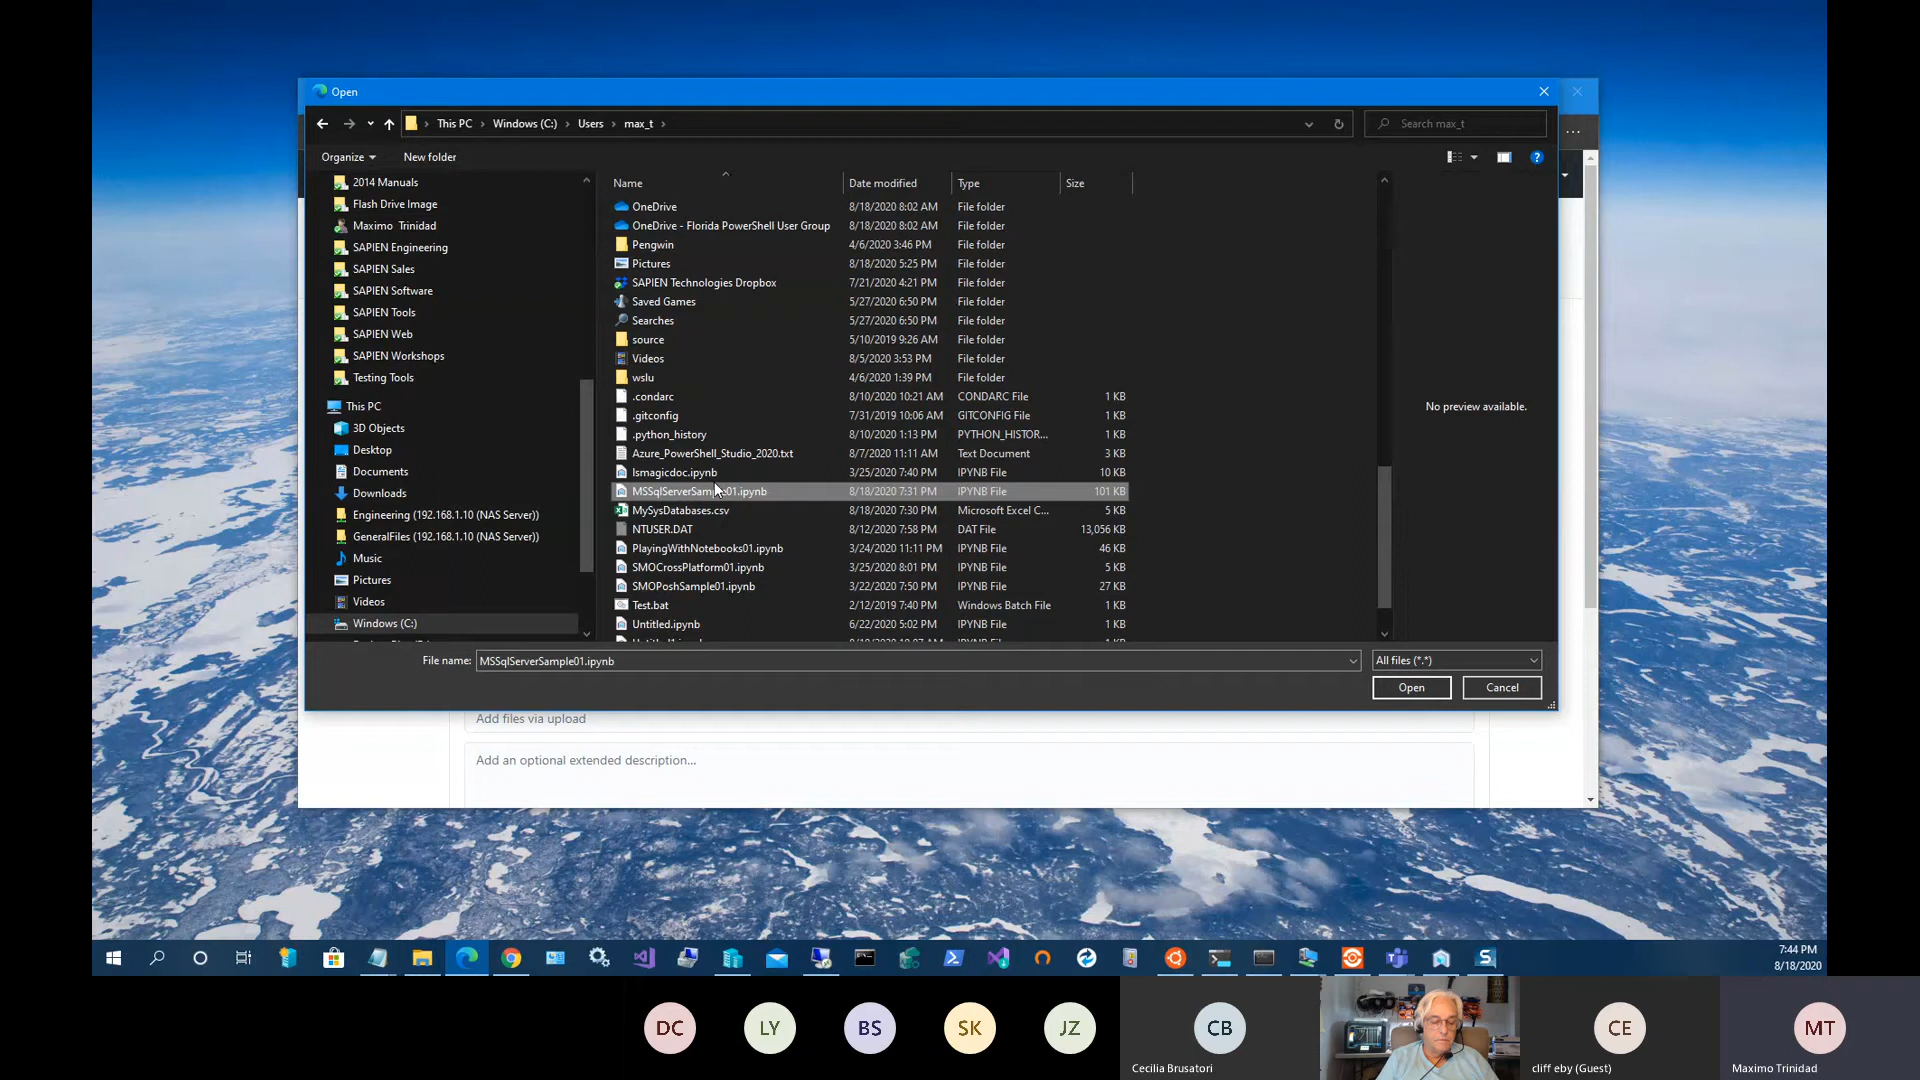 Open
This PC > Windows (C:) > Users > max_t >
Search max_t
Organize
New folder
2014 Manuals
Flash Drive Image
Maximo Trinidad
SAPIEN Engineering
SAPIEN Sales
SAPIEN Software
SAPIEN Tools
SAPIEN Web
SAPIEN Workshops
Testing Tools
This PC
3D Objects
Desktop
Documents
Downloads
Engineering (192.168.1.10 (NAS Server))
GeneralFiles (192.168.1.10 (NAS Server))
Music
Pictures
Videos
Windows (C:)
Name Date modified Type Size
OneDrive 8/18/2020 8:02 AM File folder
OneDrive - Florida PowerShell User Group 8/18/2020 8:02 AM File folder
Pengwin 4/6/2020 3:46 PM File folder
Pictures 8/18/2020 5:25 PM File folder
SAPIEN Technologies Dropbox 7/21/2020 4:21 PM File folder
Saved Games 5/27/2020 6:50 PM File folder
Searches 5/27/2020 6:50 PM File folder
source 5/10/2019 9:26 AM File folder
Videos 8/5/2020 3:53 PM File folder
wslu 4/6/2020 1:39 PM File folder
.condarc 8/10/2020 10:21 AM CONDARC File 1 KB
.gitconfig 7/31/2019 10:06 AM GITCONFIG File 1 KB
.python_history 8/10/2020 1:13 PM PYTHON_HISTOR... 1 KB
Azure_PowerShell_Studio_2020.txt 8/7/2020 11:11 AM Text Document 3 KB
lsmagicdoc.ipynb 3/25/2020 7:40 PM IPYNB File 10 KB
MSSqlServerSample01.ipynb 8/18/2020 7:31 PM IPYNB File 101 KB
MySysDatabases.csv 8/18/2020 7:30 PM Microsoft Excel C... 5 KB
NTUSER.DAT 8/12/2020 7:58 PM DAT File 13,056 KB
PlayingWithNotebooks01.ipynb 3/24/2020 11:11 PM IPYNB File 46 KB
SMOCrossPlatform01.ipynb 3/25/2020 8:01 PM IPYNB File 5 KB
SMOPoshSample01.ipynb 3/22/2020 7:50 PM IPYNB File 27 KB
Test.bat 2/12/2019 7:40 PM Windows Batch File 1 KB
Untitled.ipynb 6/22/2020 5:02 PM IPYNB File 1 KB
No preview available.
File name: MSSqlServerSample01.ipynb
All files (*.*)
Open
Cancel
Add files via upload
Add an optional extended description...
7:44 PM
8/18/2020
DC
LY
BS
SK
JZ
CB
CE
MT
Cecilia Brusatori
cliff eby (Guest)
Maximo Trinidad